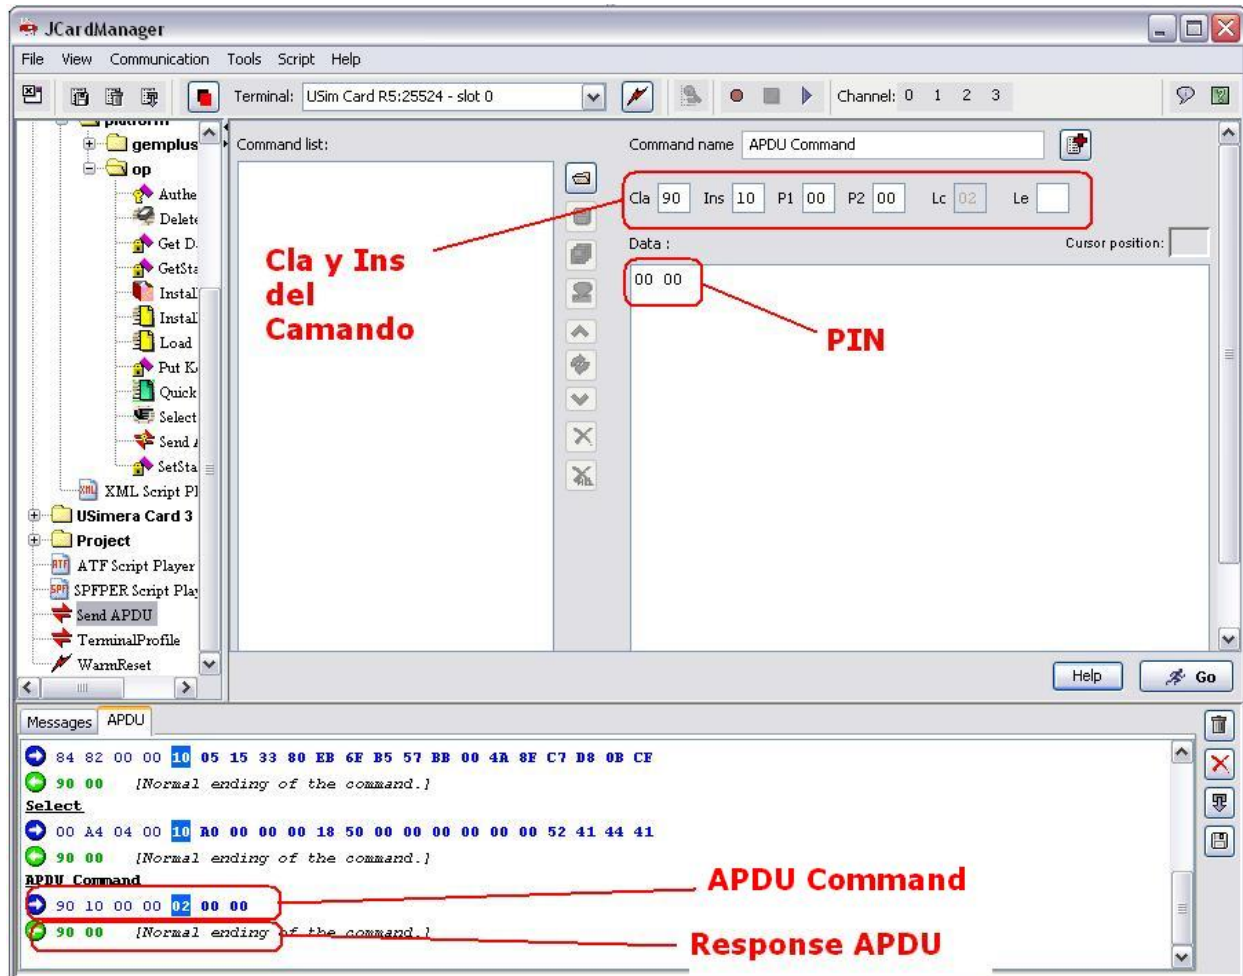 JCardManager
File View Communication Tools Script Help
Terminal: USim Card R5:25524 - slot 0 Channel: 0 1 2 3
platform
gemplus
op
Authe
Delete
Get D
GetSta
Instal
Instal
Load
Put K
Quick
Select
Send A
SetSta
XML Script Pl
USimera Card 3
Project
ATF Script Player
SPFPER Script Play
Send APDU
TerminalProfile
WarmReset
Command list:
Cla y Ins
del
Camando
Command name APDU Command
Cla 90 Ins 10 P1 00 P2 00 Lc 02 Le
Data : Cursor position:
00 00
PIN
Help Go
Messages APDU
84 82 00 00 10 05 15 33 80 EB 6F B5 57 BB 00 4A 8F C7 D8 0B CF
90 00 [Normal ending of the command.]
Select
00 A4 04 00 10 A0 00 00 00 18 50 00 00 00 00 00 00 52 41 44 41
90 00 [Normal ending of the command.]
APDU Command
90 10 00 00 02 00 00
90 00 [Normal ending of the command.]
APDU Command
Response APDU